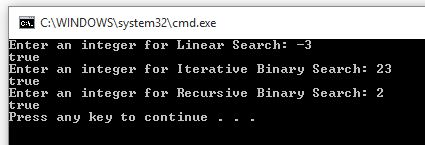 C:\WINDOWS\system32\cmd.exe
Enter an integer for Linear Search: -3
true
Enter an integer for Iterative Binary Search: 23
true
Enter an integer for Recursive Binary Search: 2
true
Press any key to continue . . .